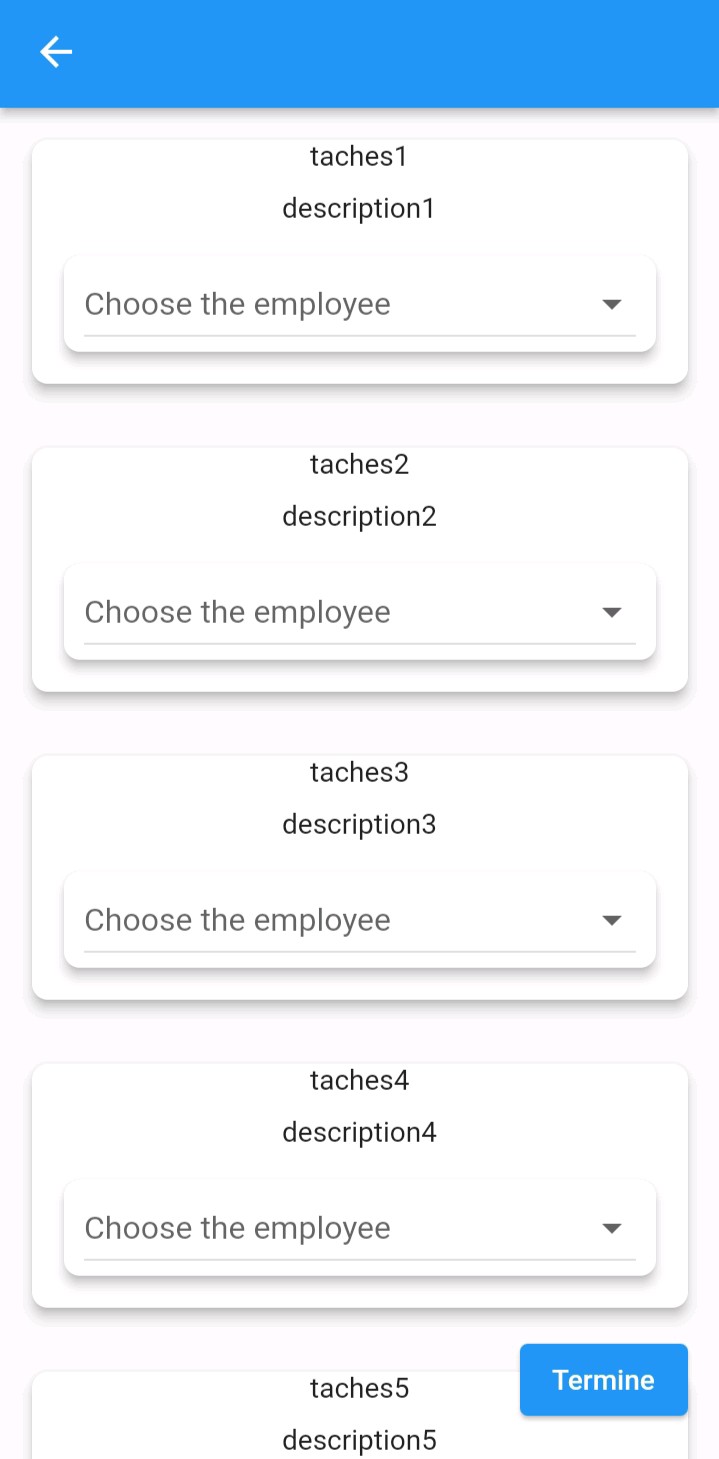 taches1
description1
Choose the employee
taches2
description2
Choose the employee
taches3
description3
Choose the employee
taches4
description4
Choose the employee
taches5
Termine
description5